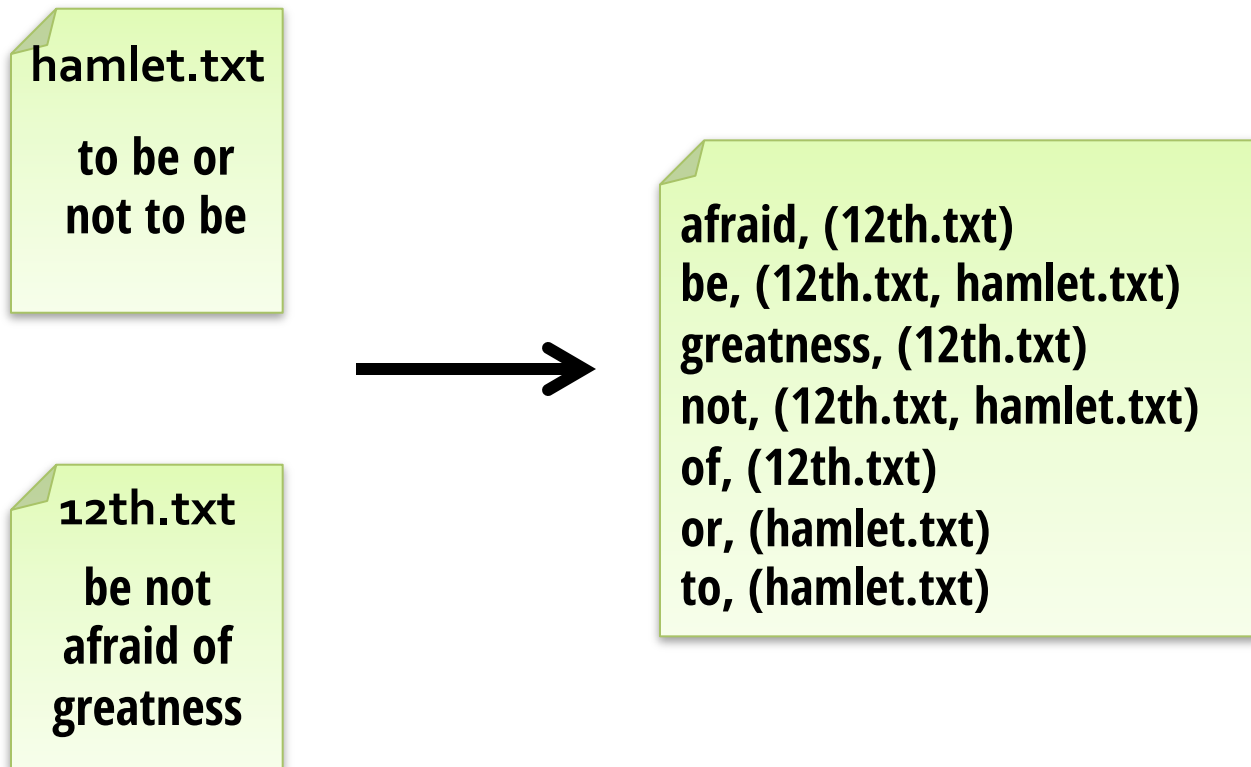 hamlet.txt
to be or
not to be
12th.txt
be not
afraid of
greatness
afraid, (12th.txt)
be, (12th.txt, hamlet.txt)
greatness, (12th.txt)
not, (12th.txt, hamlet.txt)
of, (12th.txt)
or, (hamlet.txt)
to, (hamlet.txt)